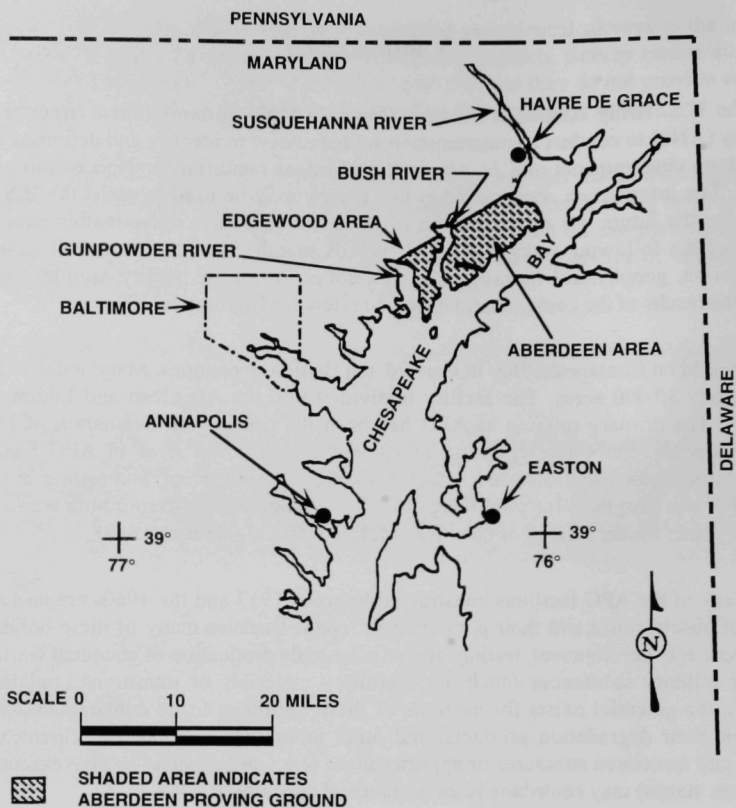 PENNSYLVANIA
MARYLAND
SUSQUEHANNA RIVER
HAVRE DE GRACE
BUSH RIVER
EDGEWOOD AREA
GUNPOWDER RIVER
BALTIMORE
BAY
CHESAPEAKE
ABERDEEN AREA
ANNAPOLIS
EASTON
DELAWARE
39°
77°
39°
76°
N
SCALE 0 10 20 MILES
SHADED AREA INDICATES
ABERDEEN PROVING GROUND